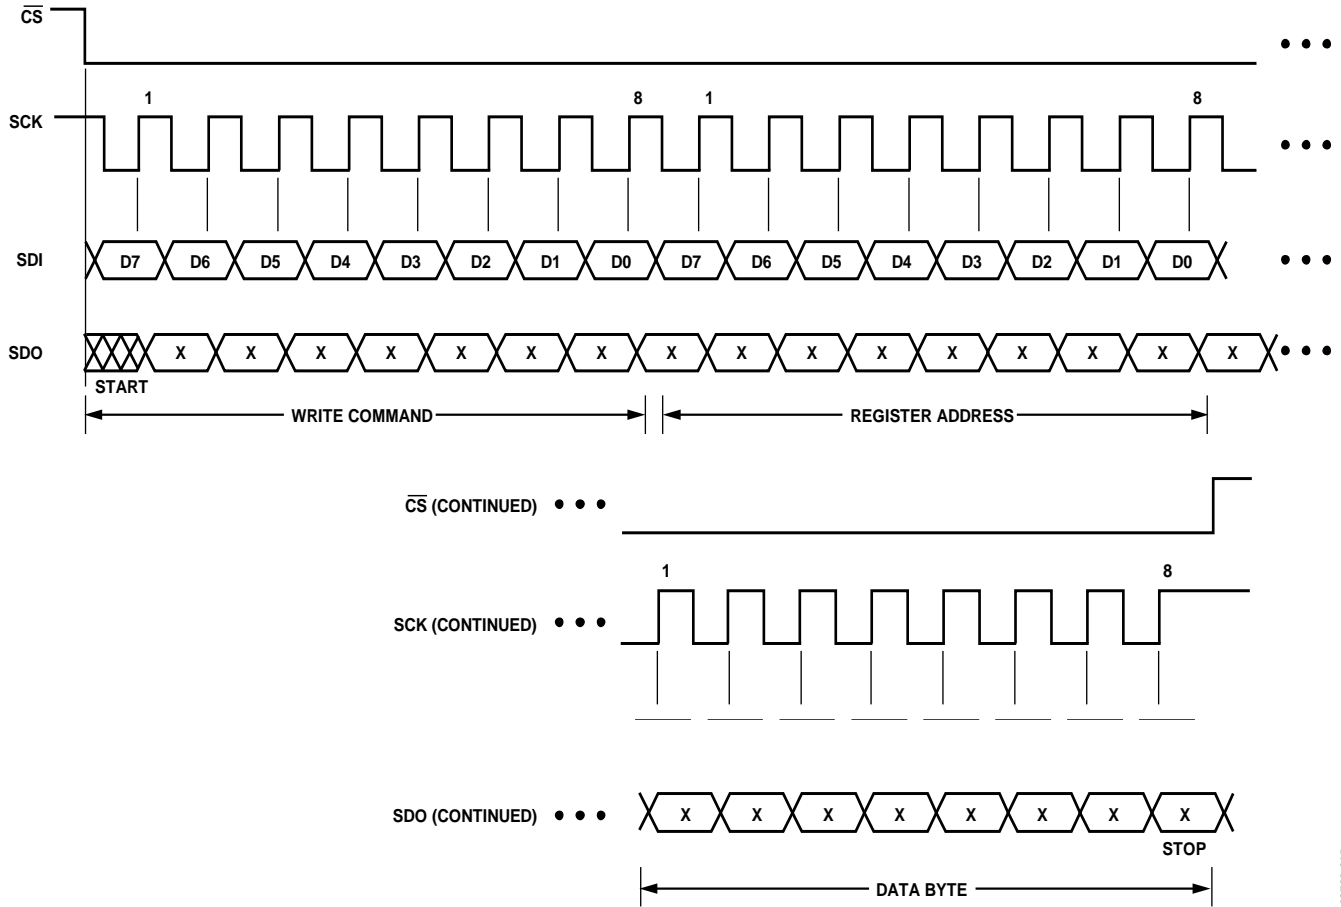 CS
1 8 1 8
SCK
SDI D7 D6 D5 D4 D3 D2 D1 D0 D7 D6 D5 D4 D3 D2 D1 D0
SDO X X X X X X X X X X X X X X X X
START
WRITE COMMAND REGISTER ADDRESS
CS (CONTINUED)
1 8
SCK (CONTINUED)
SDO (CONTINUED) X X X X X X X X
STOP
DATA BYTE